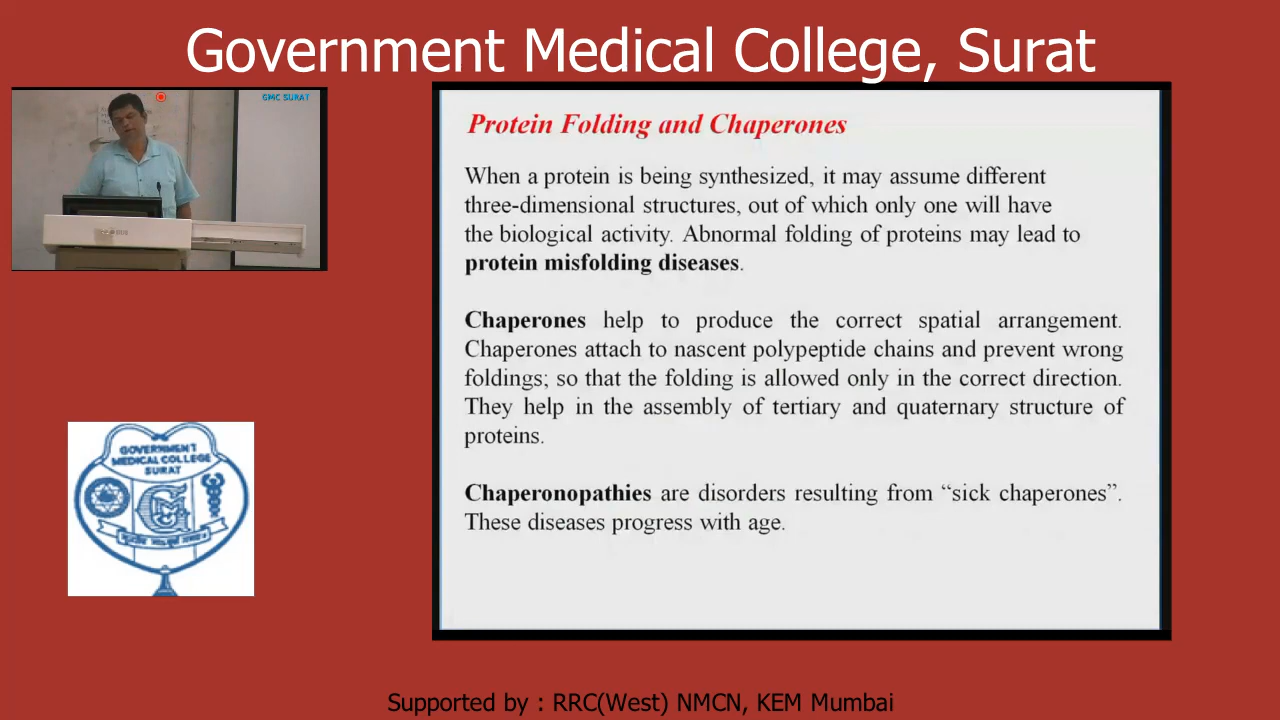 Government Medical College, Surat
GMC SURAT
Protein Folding and Chaperones
When a protein is being synthesized, it may assume different
three-dimensional structures, out of which only one will have
the biological activity. Abnormal folding of proteins may lead to
protein misfolding diseases.
Chaperones help to produce the correct spatial arrangement.
Chaperones attach to nascent polypeptide chains and prevent wrong
foldings; so that the folding is allowed only in the correct direction.
They help in the assembly of tertiary and quaternary structure of
proteins.
Chaperonopathies are disorders resulting from “sick chaperones”.
These diseases progress with age.
GOVERNMENT
MEDICAL COLLEGE
SURAT
Supported by : RRC(West) NMCN, KEM Mumbai